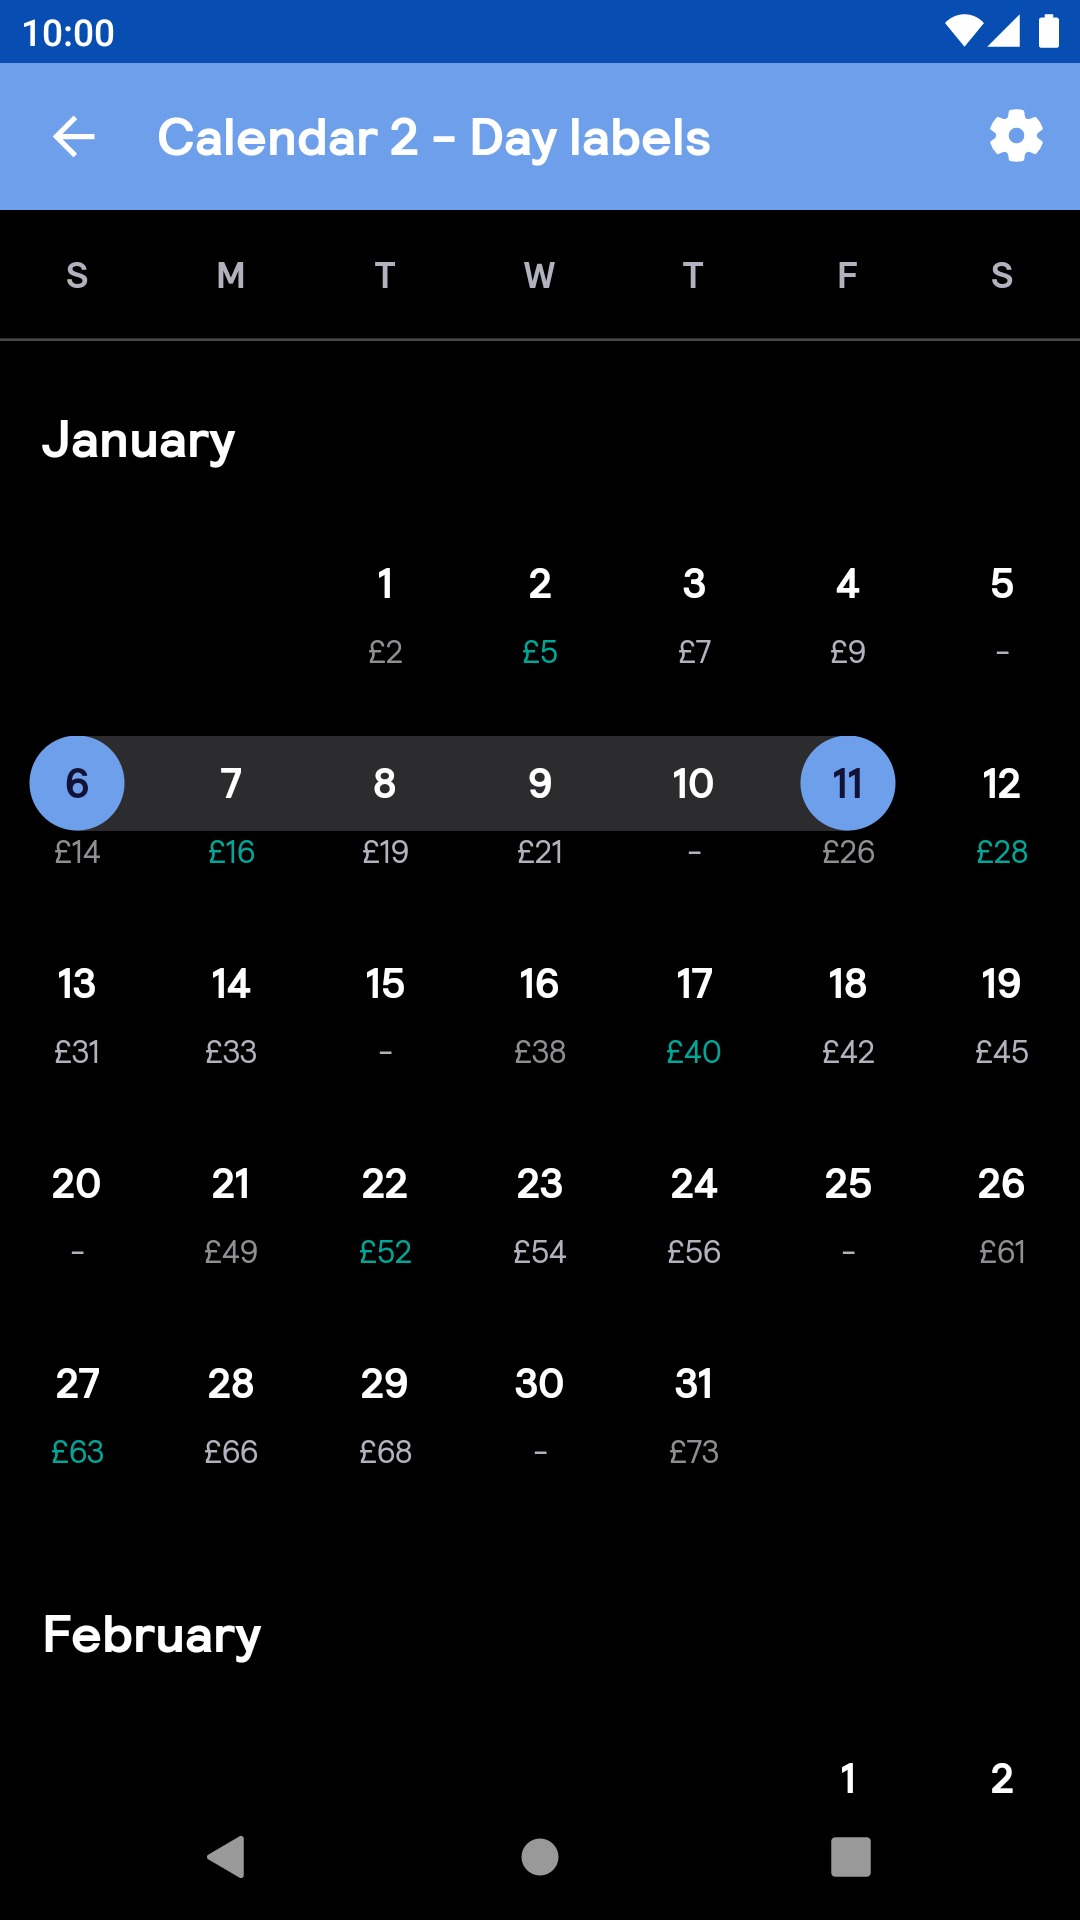 10:00
Calendar 2 – Day labels
S M T W T F S
January
1 2 3 4 5
£2 £5 £7 £9 -
6 7 8 9 10 11 12
£14 £16 £19 £21 - £26 £28
13 14 15 16 17 18 19
£31 £33 - £38 £40 £42 £45
20 21 22 23 24 25 26
- £49 £52 £54 £56 - £61
27 28 29 30 31
£63 £66 £68 - £73
February
1 2